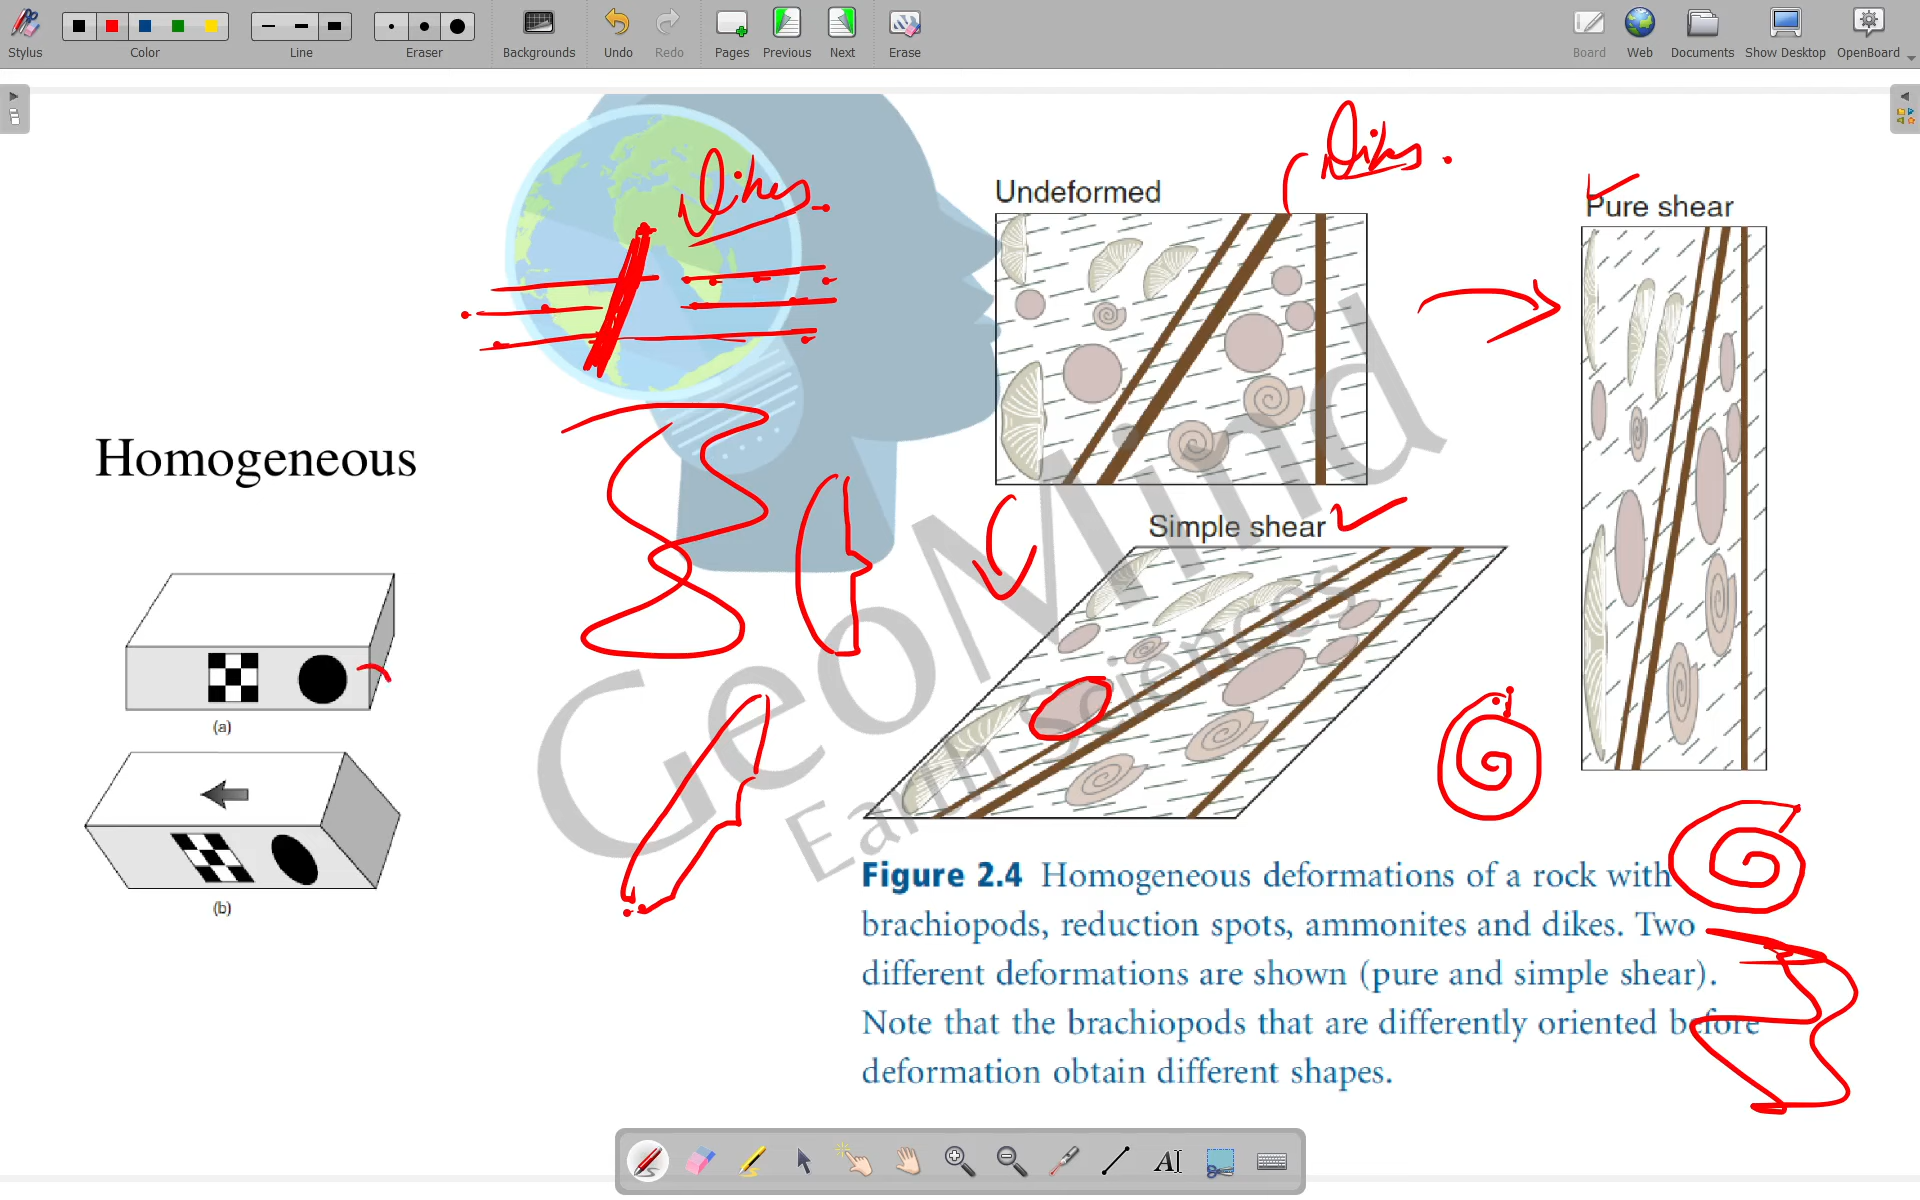 Stylus
Color
Line
Eraser
Backgrounds
Undo
Redo
Pages
Previous
Next
Erase
Board
Web
Documents
Show Desktop
OpenBoard
Dikes
Dikes.
Undeformed
Pure shear
Homogeneous
Simple shear
(a)
(b)
GeoMind
Earth Sciences
Figure 2.4 Homogeneous deformations of a rock with
brachiopods, reduction spots, ammonites and dikes. Two
different deformations are shown (pure and simple shear).
Note that the brachiopods that are differently oriented before
deformation obtain different shapes.